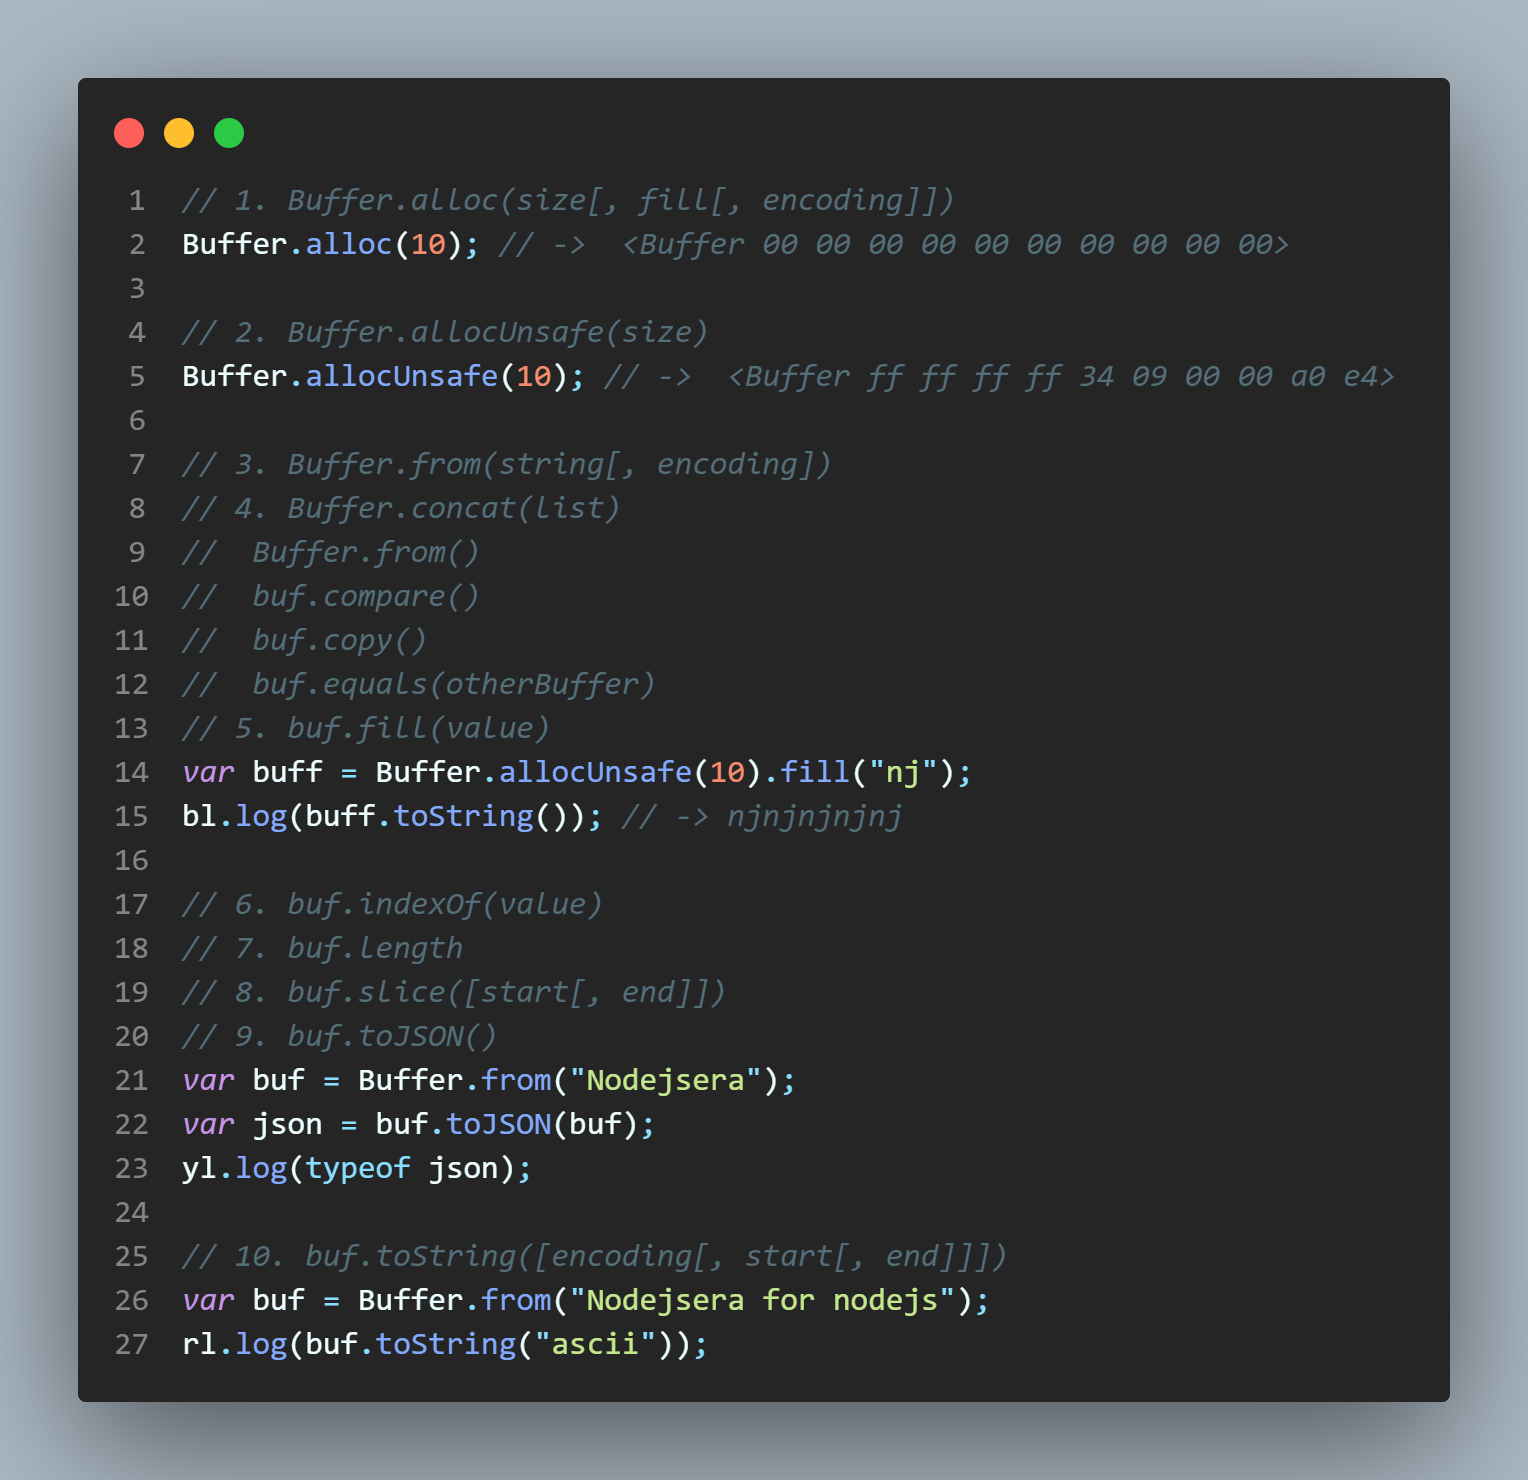 1 // 1. Buffer.alloc(size[, fill[, encoding]])
2 Buffer.alloc(10); // ->  <Buffer 00 00 00 00 00 00 00 00 00 00>
3
4 // 2. Buffer.allocUnsafe(size)
5 Buffer.allocUnsafe(10); // ->  <Buffer ff ff ff ff 34 09 00 00 a0 e4>
6
7 // 3. Buffer.from(string[, encoding])
8 // 4. Buffer.concat(list)
9 //  Buffer.from()
10 //  buf.compare()
11 //  buf.copy()
12 //  buf.equals(otherBuffer)
13 // 5. buf.fill(value)
14 var buff = Buffer.allocUnsafe(10).fill("nj");
15 bl.log(buff.toString()); // -> njnjnjnjnj
16
17 // 6. buf.indexOf(value)
18 // 7. buf.length
19 // 8. buf.slice([start[, end]])
20 // 9. buf.toJSON()
21 var buf = Buffer.from("Nodejsera");
22 var json = buf.toJSON(buf);
23 yl.log(typeof json);
24
25 // 10. buf.toString([encoding[, start[, end]]])
26 var buf = Buffer.from("Nodejsera for nodejs");
27 rl.log(buf.toString("ascii"));